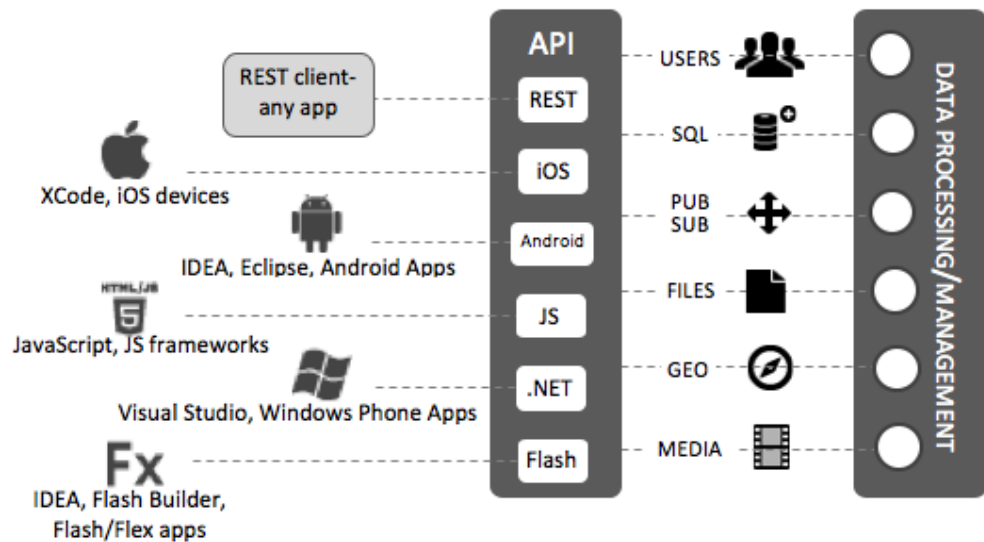 API
REST client-
any app
REST
XCode, iOS devices
iOS
IDEA, Eclipse, Android Apps
Android
HTML/JS
5
JavaScript, JS frameworks
JS
Visual Studio, Windows Phone Apps
.NET
Fx
IDEA, Flash Builder,
Flash/Flex apps
Flash
USERS
SQL
PUB
SUB
FILES
GEO
MEDIA
DATA PROCESSING/MANAGEMENT